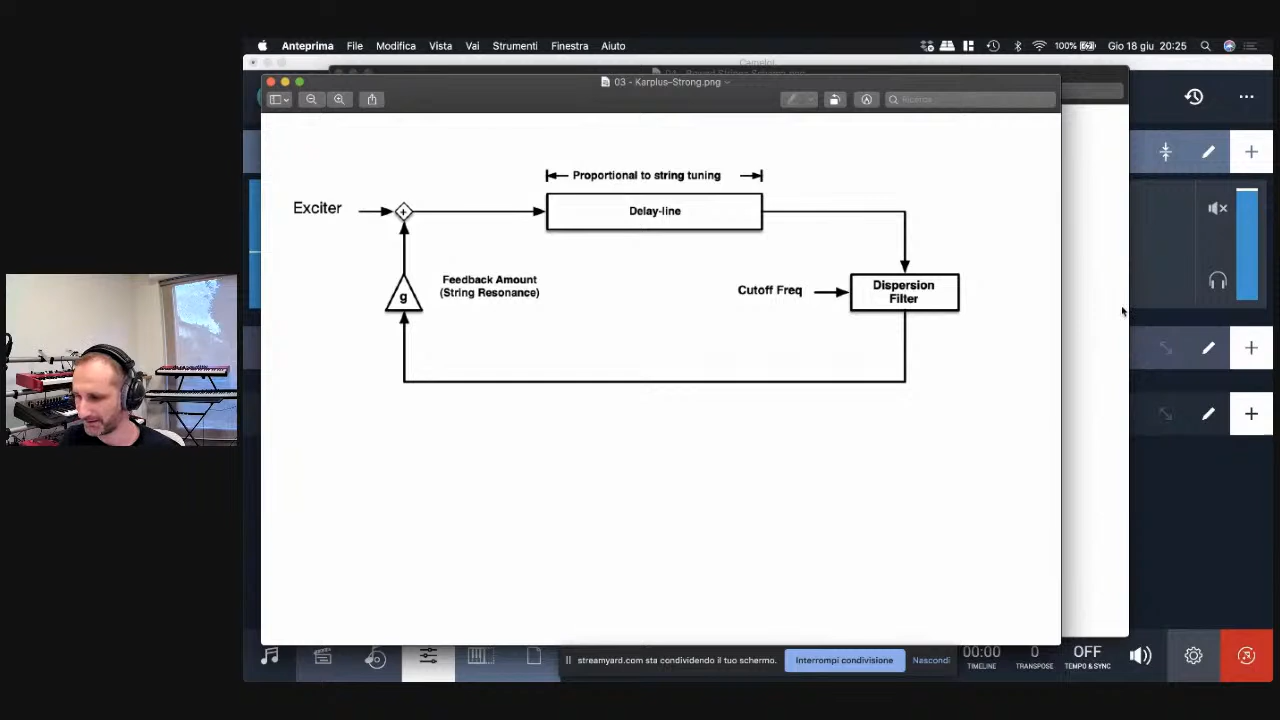 Anteprima File Modifica Vista Vai Strumenti Finestra Aiuto 100% Gio 18 giu 20:25
Camelot
03 - Karplus-Strong.png
Ricerca
Proportional to string tuning
Exciter
+
Delay-line
Feedback Amount
(String Resonance)
g
Cutoff Freq
Dispersion
Filter
streamyard.com sta condividendo il tuo schermo. Interrompi condivisione Nascondi
00:00 0 OFF
TIMELINE TRANSPOSE TEMPO & SYNC